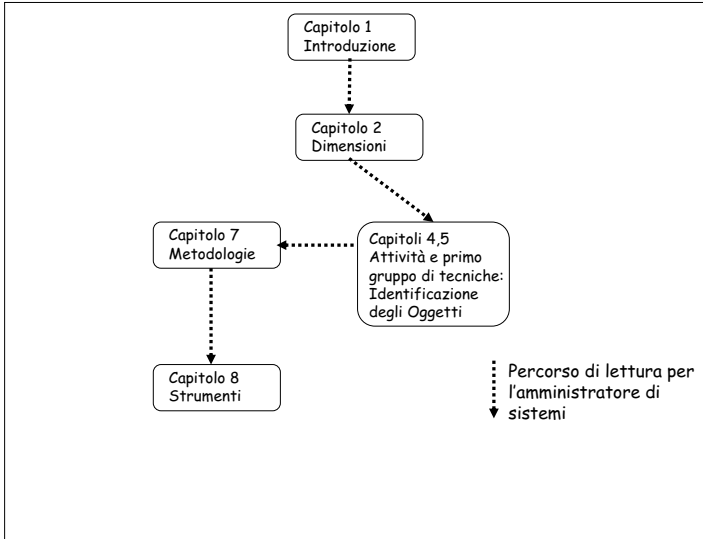 Capitolo 1
Introduzione
Capitolo 2
Dimensioni
Capitolo 7
Metodologie
Capitoli 4,5
Attività e primo
gruppo di tecniche:
Identificazione
degli Oggetti
Capitolo 8
Strumenti
Percorso di lettura per
l'amministratore di
sistemi